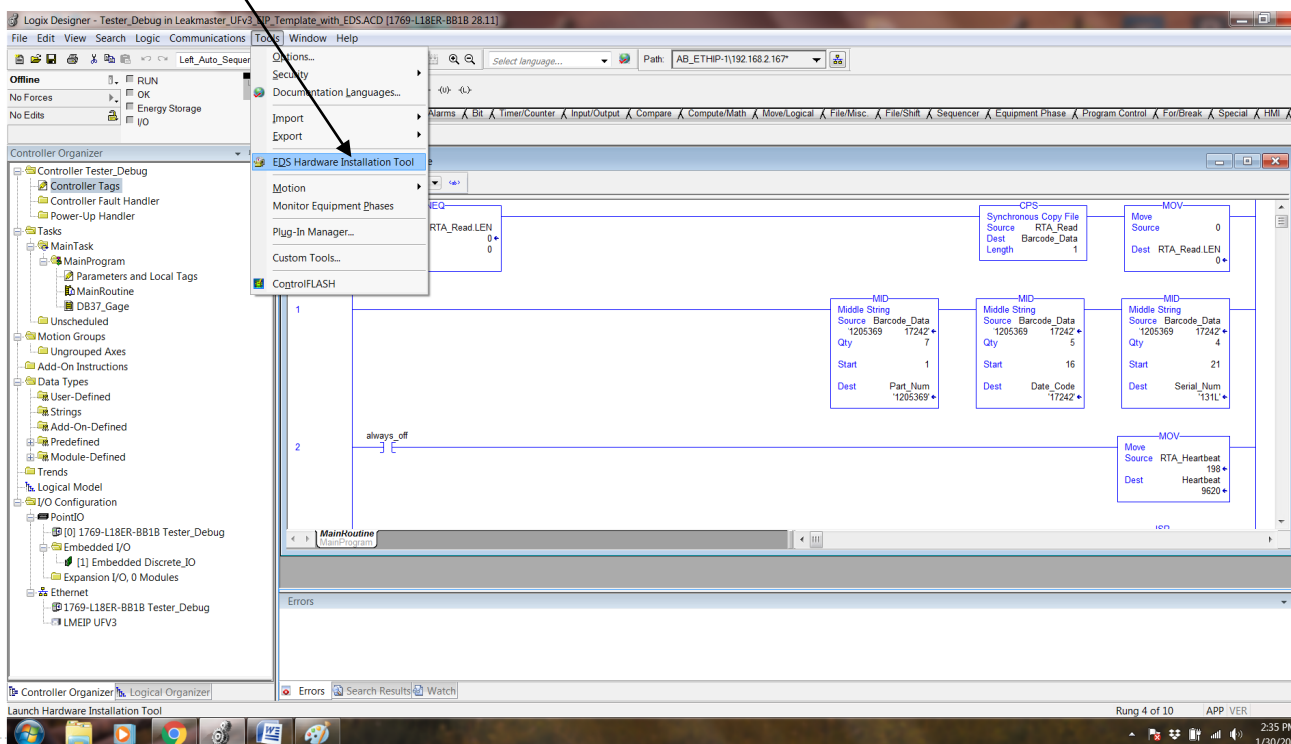 Logix Designer - Tester_Debug in Leakmaster_UFv3_EIP_Template_with_EDS.ACD [1769-L18ER-BB1B 28.11]
File Edit View Search Logic Communications Tools Window Help
Left_Auto_Sequer
Select language...
Path: AB_ETHIP-1\192.168.2.167*
Offline
RUN
No Forces
OK
No Edits
Energy Storage
I/O
Options...
Security
Documentation Languages...
Import
Export
EDS Hardware Installation Tool
Motion
Monitor Equipment Phases
Plug-In Manager...
Custom Tools...
ControlFLASH
Alarms Bit Timer/Counter Input/Output Compare Compute/Math Move/Logical File/Misc. File/Shift Sequencer Equipment Phase Program Control For/Break Special HMI
Controller Organizer
Controller Tester_Debug
Controller Tags
Controller Fault Handler
Power-Up Handler
Tasks
MainTask
MainProgram
Parameters and Local Tags
MainRoutine
DB37_Gage
Unscheduled
Motion Groups
Ungrouped Axes
Add-On Instructions
Data Types
User-Defined
Strings
Add-On-Defined
Predefined
Module-Defined
Trends
Logical Model
I/O Configuration
PointIO
[0] 1769-L18ER-BB1B Tester_Debug
Embedded I/O
[1] Embedded Discrete_IO
Expansion I/O, 0 Modules
Ethernet
1769-L18ER-BB1B Tester_Debug
LMEIP UFV3
RTA_Read.LEN
0
0
CPS
Synchronous Copy File
Source RTA_Read
Dest Barcode_Data
Length 1
MOV
Move
Source 0
Dest RTA_Read.LEN
0
1
MID
Middle String
Source Barcode_Data
'1205369 17242'
Qty 7
Start 1
Dest Part_Num
'1205369'
MID
Middle String
Source Barcode_Data
'1205369 17242'
Qty 5
Start 16
Dest Date_Code
'17242'
MID
Middle String
Source Barcode_Data
'1205369 17242'
Qty 4
Start 21
Dest Serial_Num
'131L'
2
always_off
MOV
Move
Source RTA_Heartbeat
198
Dest Heartbeat
9620
MainRoutine
MainProgram
Errors
Controller Organizer Logical Organizer
Errors Search Results Watch
Launch Hardware Installation Tool
Rung 4 of 10 APP VER
2:35 PM